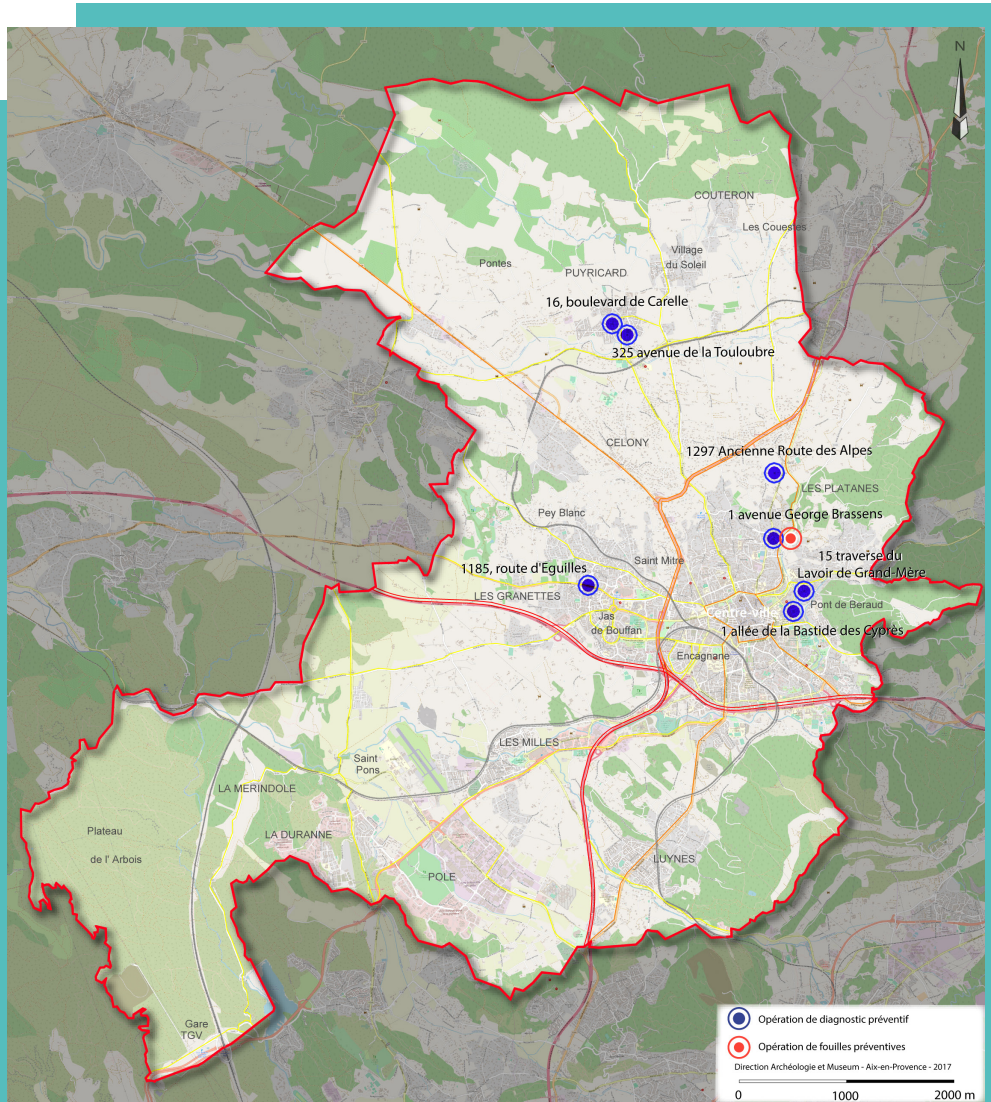 N
COUTERON
Les Couestes
Village
du Soleil
Pontes
PUYRICARD
16, boulevard de Carelle
325 avenue de la Touloubre
CELONY
1297 Ancienne Route des Alpes
LES PLATANES
Pey Blanc
1 avenue George Brassens
Saint Mitre
15 traverse du
Lavoir de Grand-Mère
1185, route d'Eguilles
LES GRANETTES
Pont de Beraud
Centre-ville
Jas
de Bouffan
1 allée de la Bastide des Cyprès
Encagnane
LES MILLES
Saint
Pons
LA MERINDOLE
Plateau
de l' Arbois
LA DURANNE
LUYNES
POLE
Gare
TGV
Opération de diagnostic préventif
Opération de fouilles préventives
Direction Archéologie et Museum - Aix-en-Provence - 2017
0 1000 2000 m